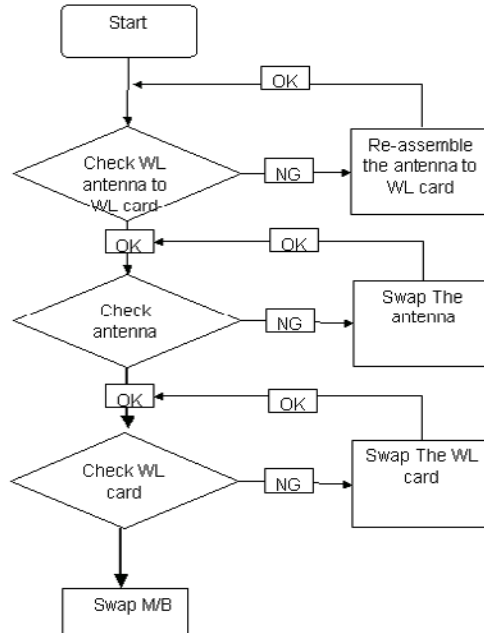 Start
OK
Check WL
antenna to
WL card
NG
Re-assemble
the antenna to
WL card
OK
OK
Check
antenna
NG
Swap The
antenna
OK
OK
Check WL
card
NG
Swap The WL
card
Swap M/B